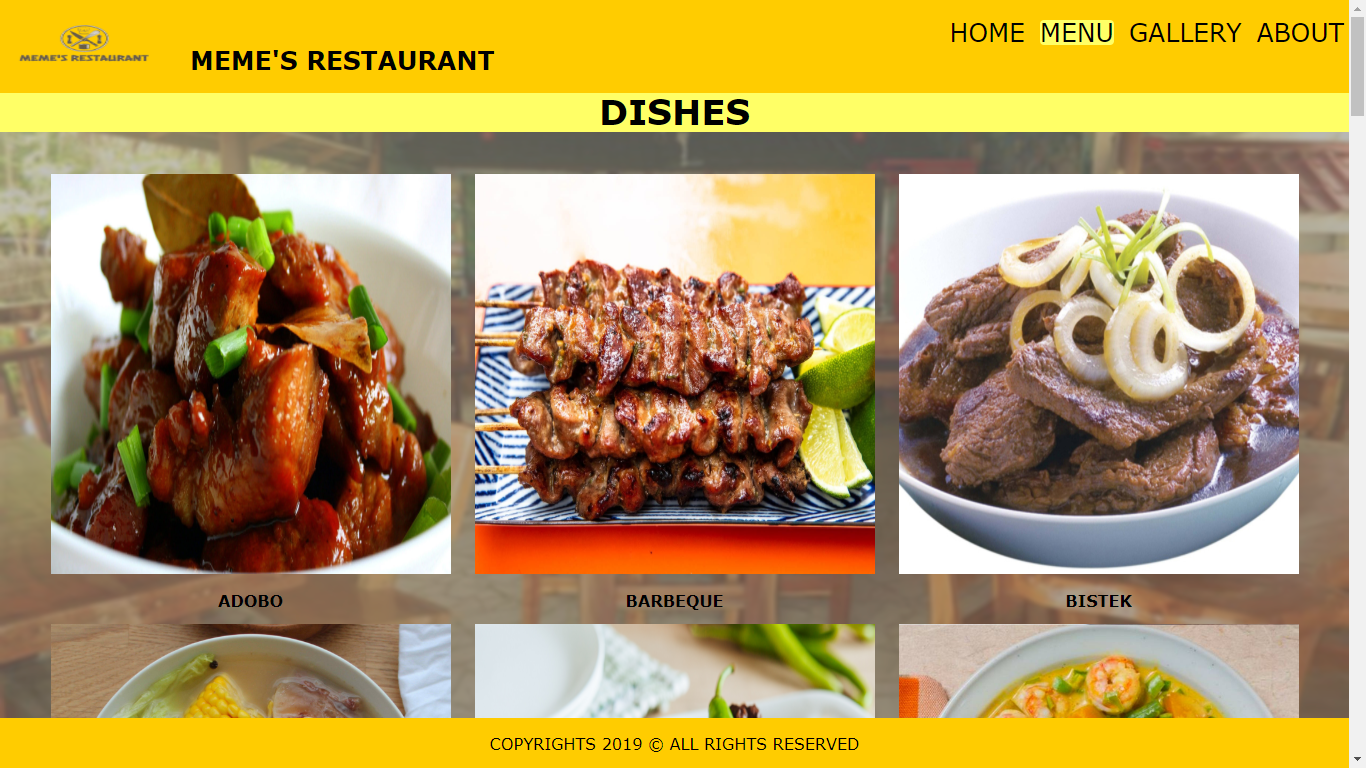 MEME'S RESTAURANT
MEME'S RESTAURANT
HOME MENU GALLERY ABOUT
DISHES
ADOBO
BARBEQUE
BISTEK
COPYRIGHTS 2019 © ALL RIGHTS RESERVED